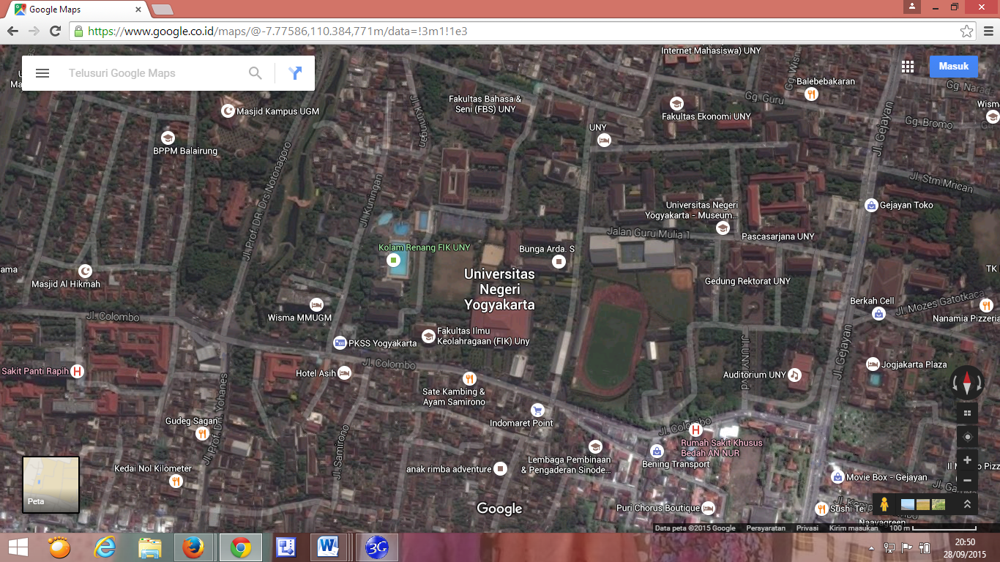 Google Maps
https://www.google.co.id/maps/@-7.77586,110.384,771m/data=!3m1!1e3
Telusuri Google Maps
Masuk
Internet Mahasiswa) UNY
Balebebakaran
Gg. Guru
Gg. Narad
Gg. Bromo
Wism
Masjid Kampus UGM
Fakultas Bahasa &
Seni (FBS) UNY
Fakultas Ekonomi UNY
Jl. Kuningan
Jl. Gejayan
BPPM Balairung
UNY
Jl. Prof. DR. Drs Notonagoro
Jl. Kuningan
Jl. Stm.Mrican
Universitas Negeri
Yogyakarta - Museum...
Gejayan Toko
Jalan Guru Mulia 1
Pascasarjana UNY
Kolam Renang FIK UNY
Bunga Arda. S
ama
Masjid Al Hikmah
Universitas
Negeri
Yogyakarta
Gedung Rektorat UNY
TK
Berkah Cell
Jl. Mozes Gatotkaca
Nanamia Pizzeria
Jl. Colombo
Wisma MMUGM
PKSS Yogyakarta
Fakultas Ilmu
Keolahragaan (FIK) Uny
Jl. Colombo
Jl. UNY Blvd
Jl. Gejayan
Sakit Panti Rapih
Hotel Asih
Auditorium UNY
Jogjakarta Plaza
Sate Kambing &
Ayam Samirono
Jl. Prof. Dr. Yohanes
Gudeg Sagan
Indomaret Point
Jl. Colombo
Rumah Sakit Khusus
Bedah AN NUR
Jl. Samirono
Lembaga Pembinaan
& Pengaderan Sinode...
Bening Transport
Kedai Nol Kilometer
anak rimba adventure
Movie Box - Gejayan
Puri Chorus Boutique
Sushi Tei
Naavagreen
Peta
Google
Data peta ©2015 Google
Persyaratan
Privasi
Kirim masukan
100 m
3G
20:50
28/09/2015